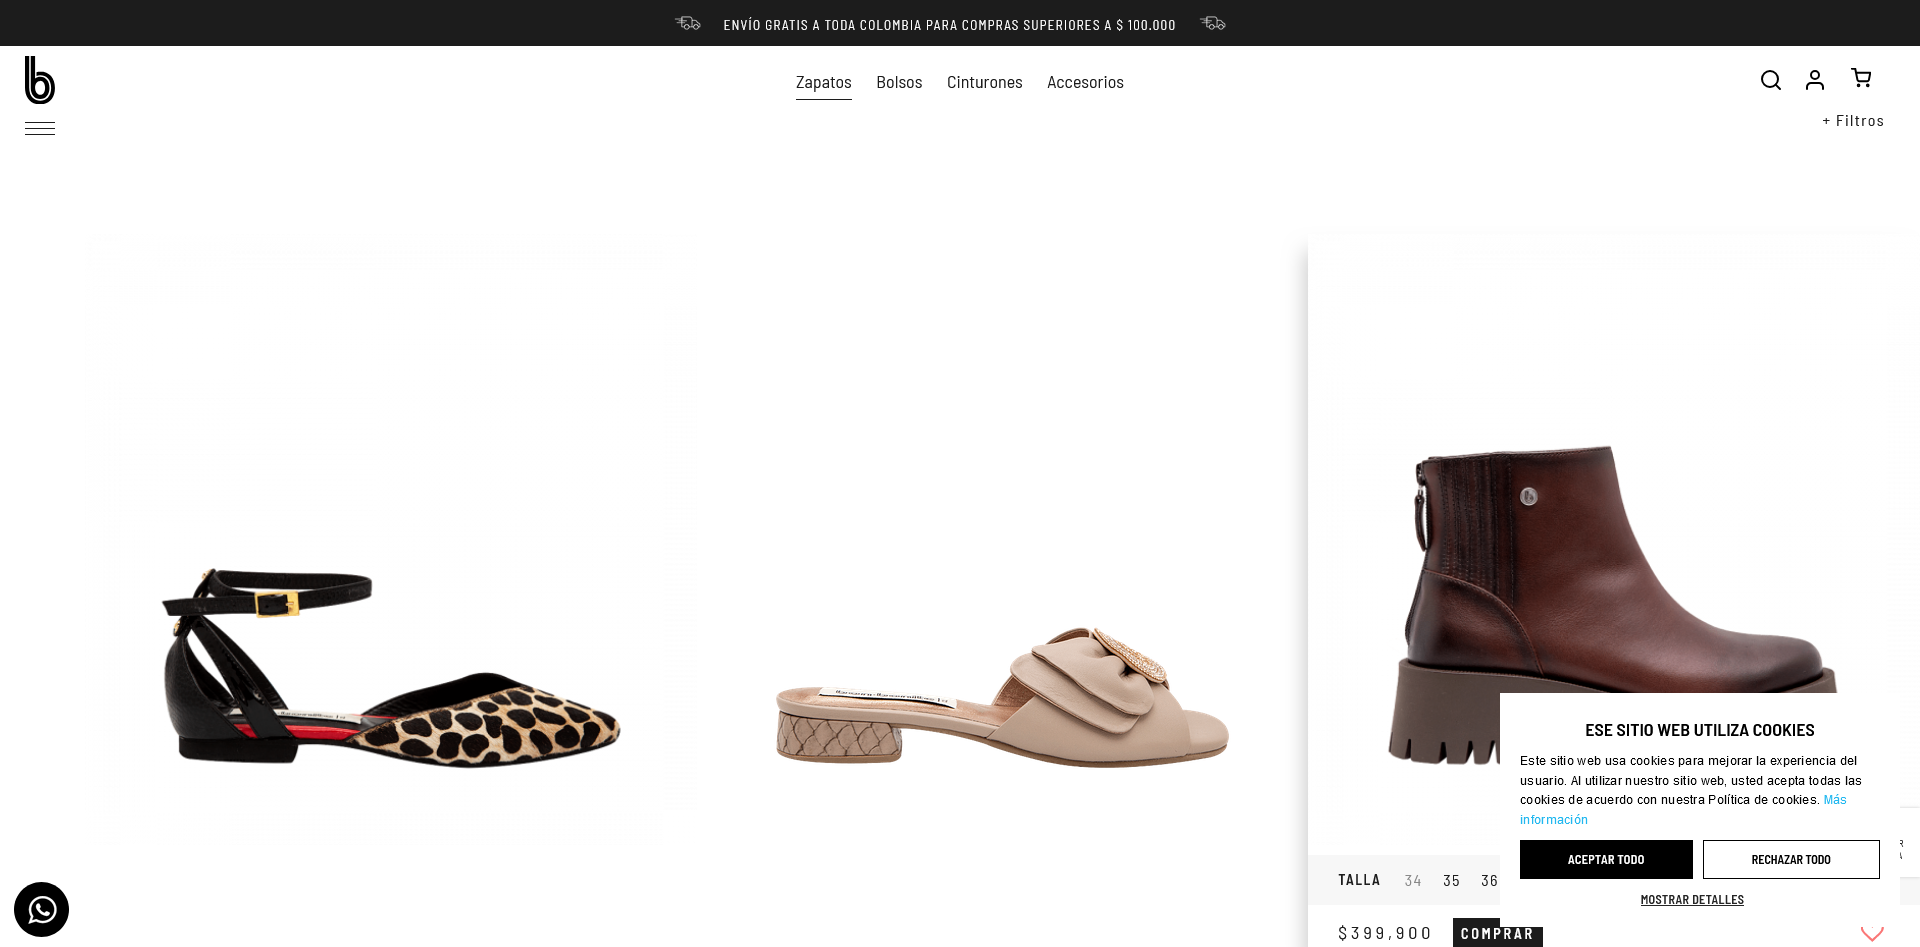 ENVÍO GRATIS A TODA COLOMBIA PARA COMPRAS SUPERIORES A $ 100.000
b
Zapatos Bolsos Cinturones Accesorios
+ Filtros
b
ESE SITIO WEB UTILIZA COOKIES
Este sitio web usa cookies para mejorar la experiencia del
usuario. Al utilizar nuestro sitio web, usted acepta todas las
cookies de acuerdo con nuestra Política de cookies. Más
información
ACEPTAR TODO RECHAZAR TODO
MOSTRAR DETALLES
TALLA 34 35 36
$399,900 COMPRAR